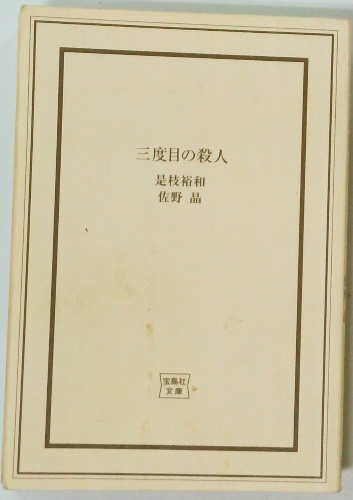 三度目の殺人
是枝裕和
佐野 晶
宝島社
文庫